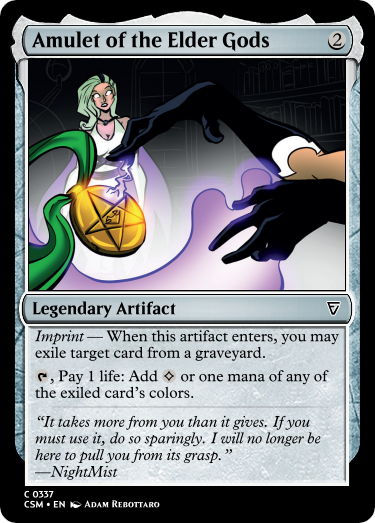 Amulet of the Elder Gods 2
Legendary Artifact
Imprint — When this artifact enters, you may
exile target card from a graveyard.
, Pay 1 life: Add or one mana of any of
the exiled card's colors.
“It takes more from you than it gives. If you
must use it, do so sparingly. I will no longer be
here to pull you from its grasp.”
—NightMist
C 0337
CSM • EN Adam Rebottaro